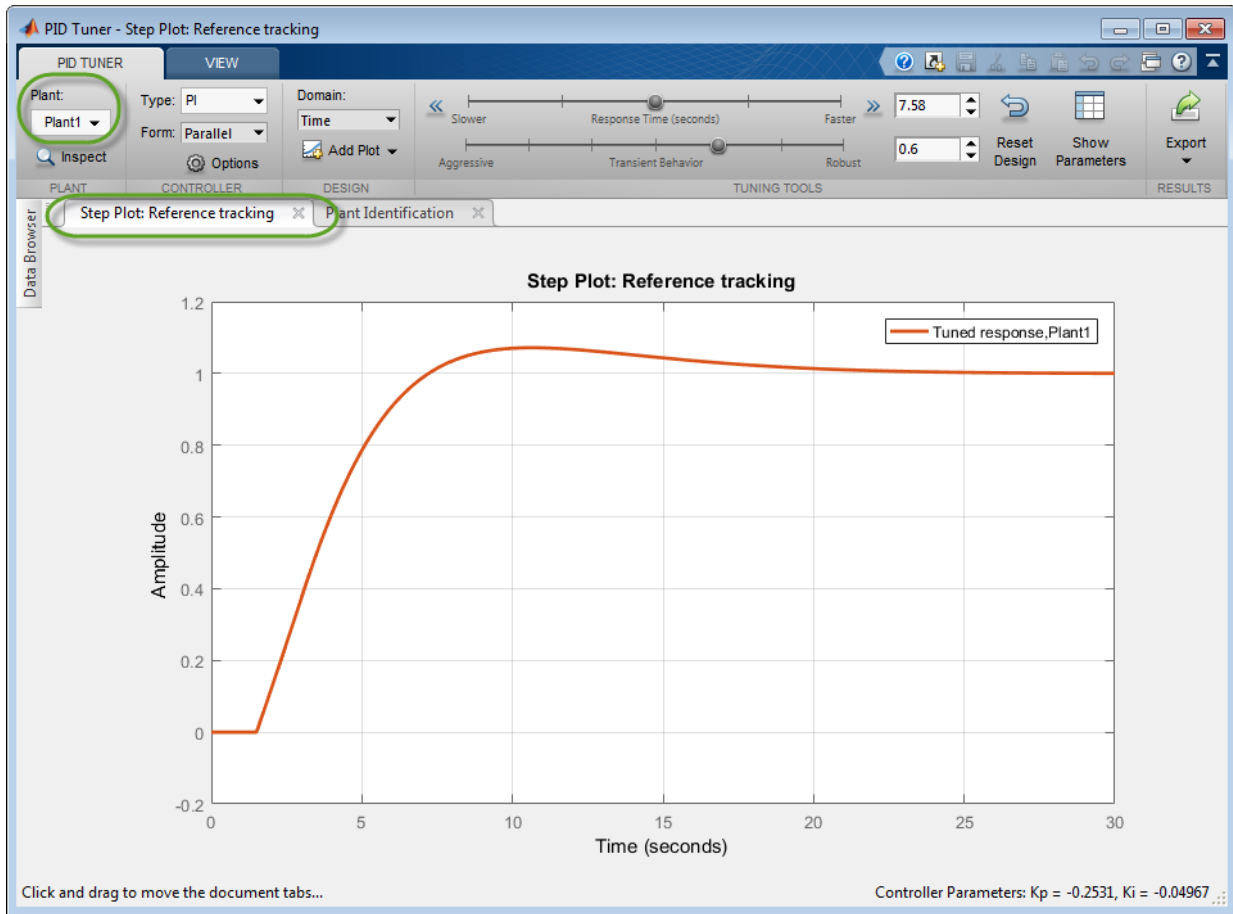 PID Tuner - Step Plot: Reference tracking
PID TUNER VIEW
Plant: Type: PI Domain: 7.58
Plant1 Form: Parallel Time Slower Response Time (seconds) Faster
Inspect Options Add Plot Aggressive Transient Behavior Robust 0.6 Reset Design Show Parameters Export
PLANT CONTROLLER DESIGN TUNING TOOLS RESULTS
Data Browser
Step Plot: Reference tracking Plant Identification
Step Plot: Reference tracking
1.2
Tuned response,Plant1
1
0.8
0.6
Amplitude
0.4
0.2
0
-0.2
0 5 10 15 20 25 30
Time (seconds)
Click and drag to move the document tabs... Controller Parameters: Kp = -0.2531, Ki = -0.04967